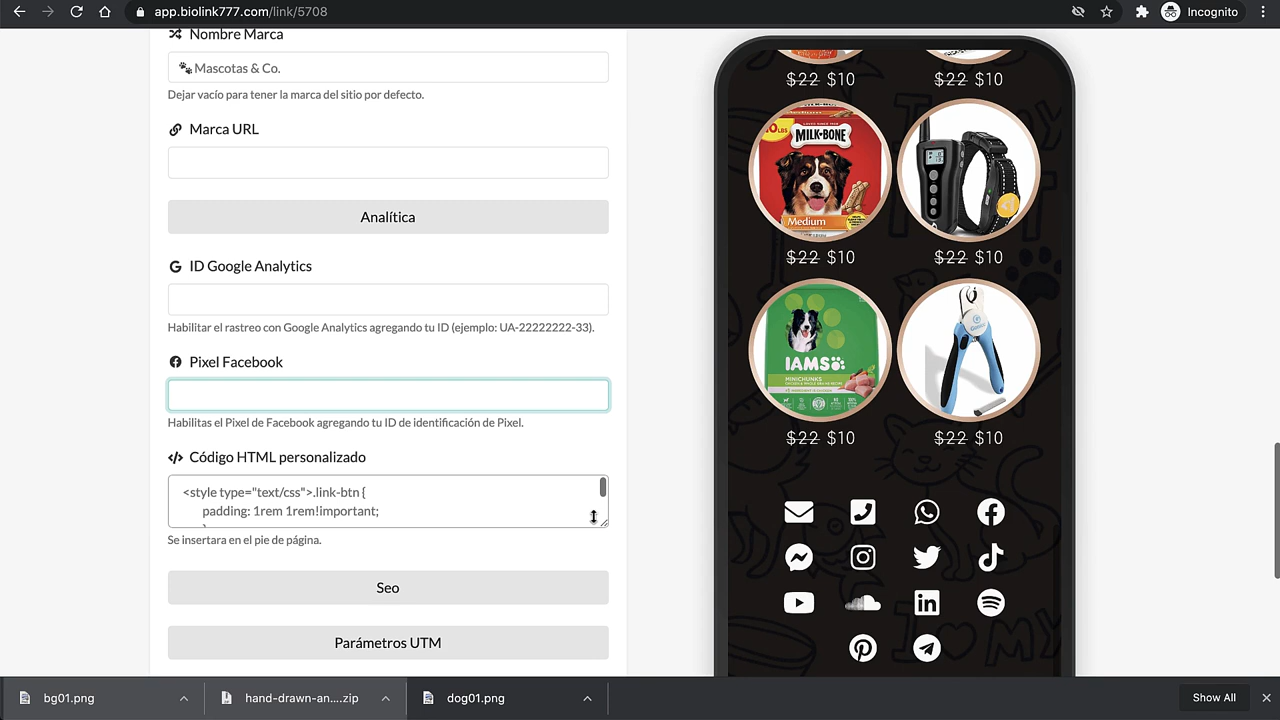 app.biolink777.com/link/5708
Incognito
Nombre Marca
Mascotas & Co.
Dejar vacío para tener la marca del sitio por defecto.
Marca URL
Analítica
ID Google Analytics
Habilitar el rastreo con Google Analytics agregando tu ID (ejemplo: UA-22222222-33).
Pixel Facebook
Habilitas el Pixel de Facebook agregando tu ID de identificación de Pixel.
Código HTML personalizado
<style type="text/css">.link-btn {
padding: 1rem 1rem!important;
Se insertara en el pie de página.
Seo
Parámetros UTM
$22 $10
$22 $10
10 LBS
MILK-BONE
Medium
$22 $10
$22 $10
IAMS
MINICHUNKS
$22 $10
$22 $10
I ♥ MY
bg01.png
hand-drawn-an....zip
dog01.png
Show All